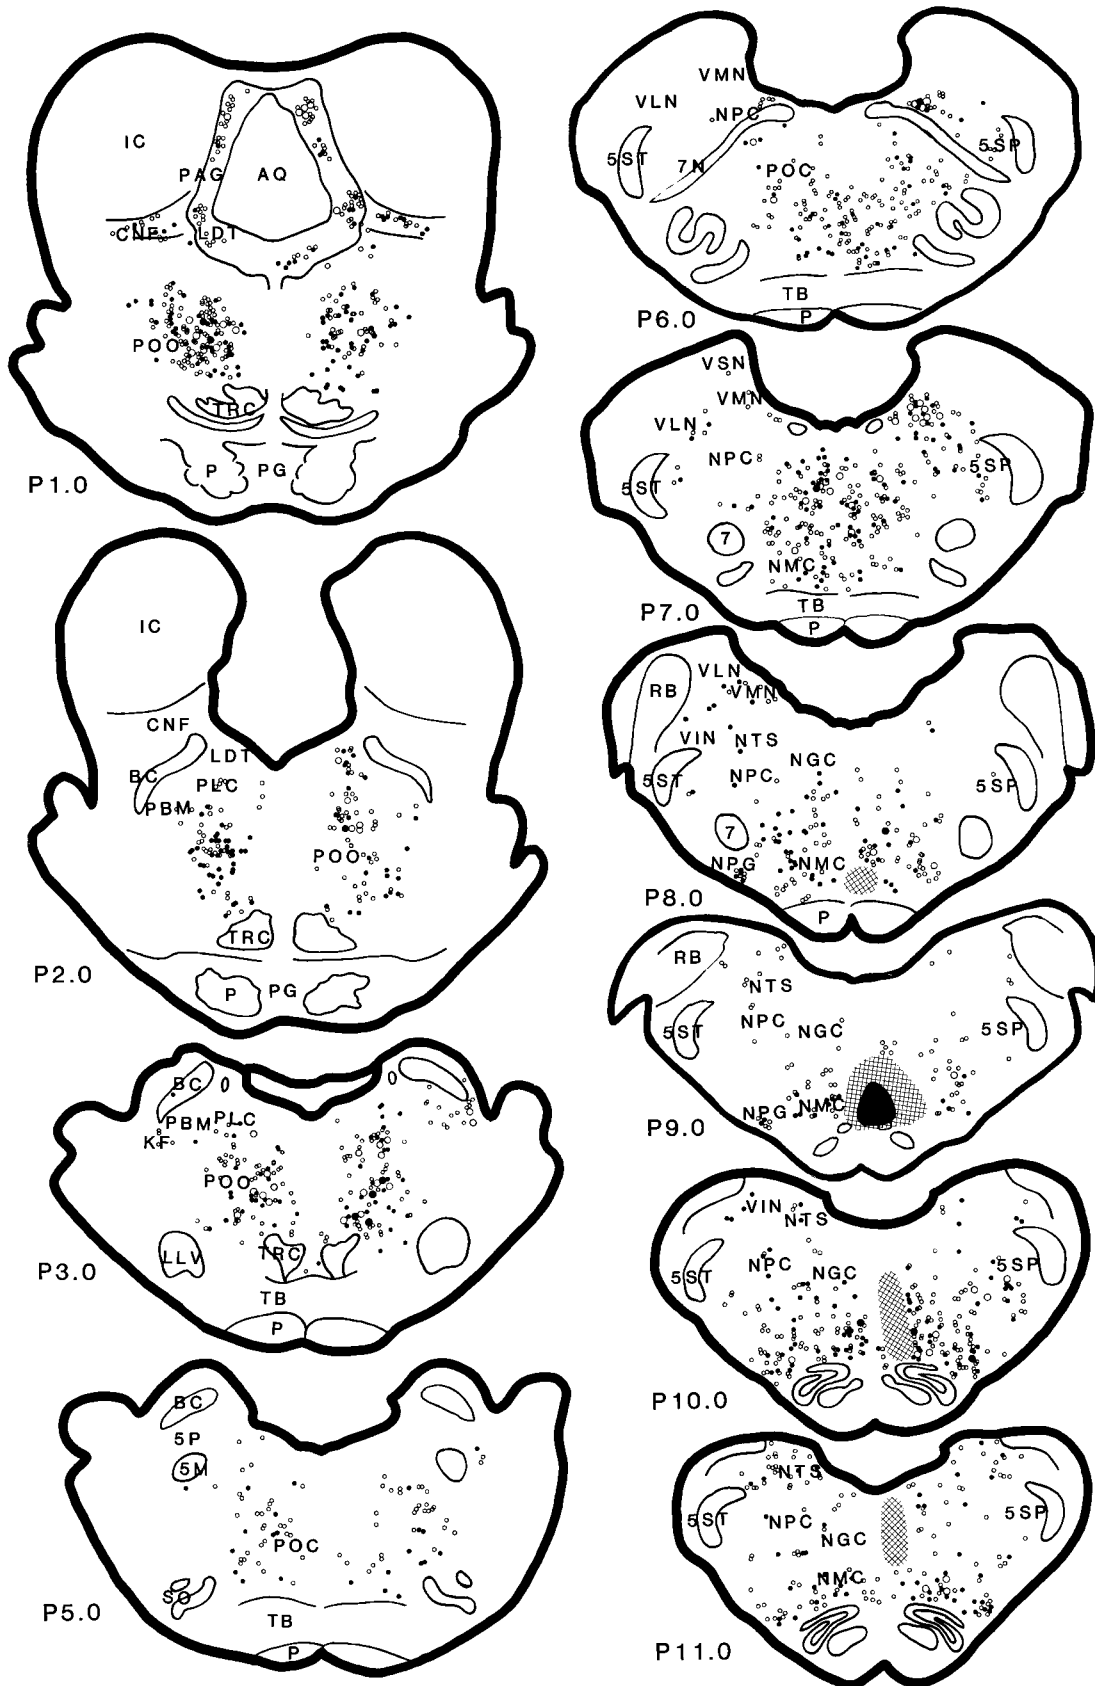 IC
PAG
AQ
CNF
LDT
POO
TRC
P
PG
P1.0
IC
CNF
LDT
BC
PLC
PBM
POO
TRC
P
PG
P2.0
BC
PBM
PLC
KF
POO
LLV
TRC
P3.0
TB
P
BC
5P
5M
POC
SO
P5.0
TB
P
VMN
VLN
NPC
5ST
7N
5SP
POC
TB
P6.0
P
VSN
VMN
VLN
NPC
5ST
5SP
7
NMC
P7.0
TB
P
VLN
RB
VMN
VIN
NTS
NGC
5ST
NPC
5SP
7
NPG
NMC
P8.0
P
RB
NTS
NPC
5ST
NGC
5SP
NPG
NMC
P9.0
VIN
NTS
NPC
5ST
NGC
5SP
P10.0
NTS
5ST
NPC
5SP
NGC
NMC
P11.0